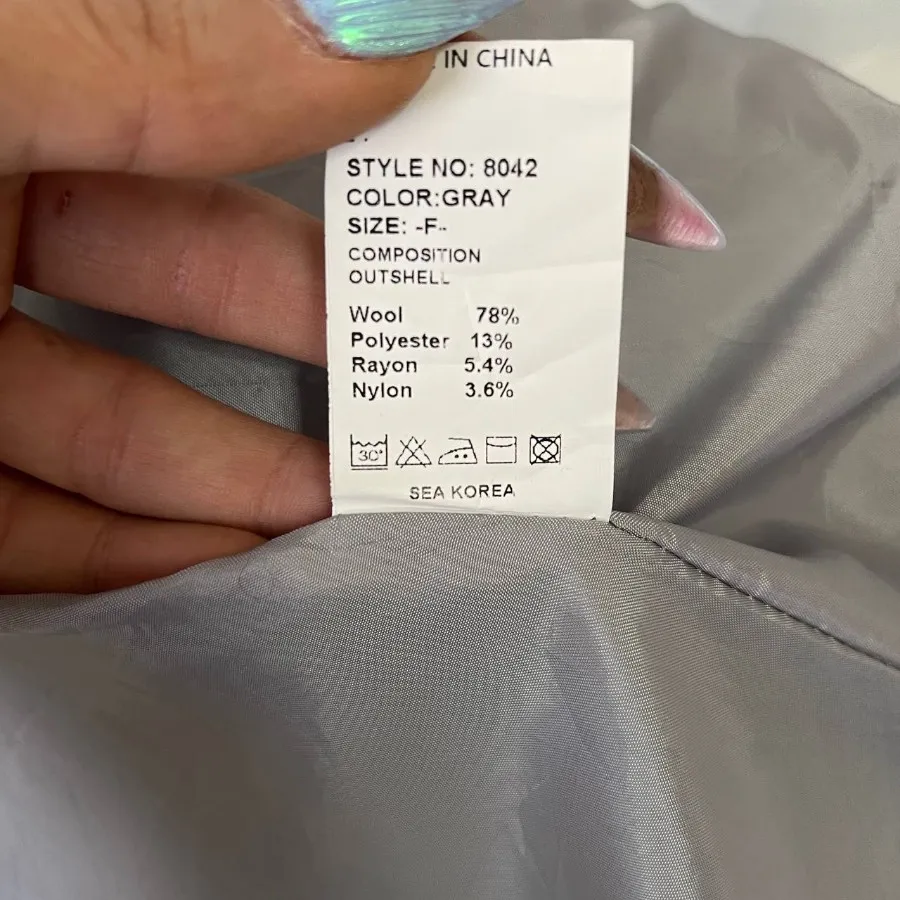 IN CHINA
STYLE NO: 8042
COLOR:GRAY
SIZE: -F-
COMPOSITION
OUTSHELL
Wool 78%
Polyester 13%
Rayon 5.4%
Nylon 3.6%
30°
SEA KOREA